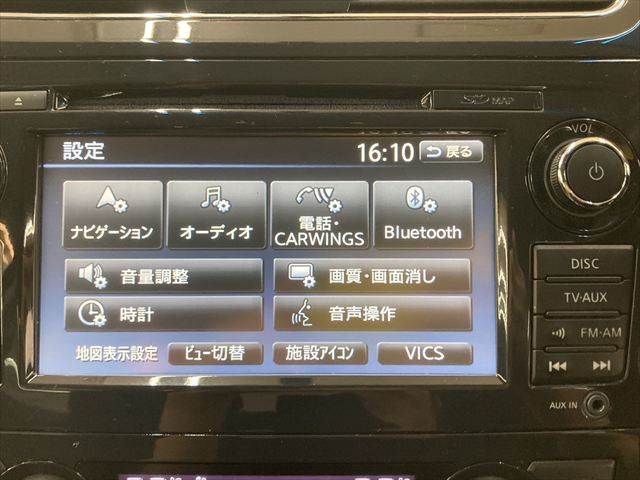 SD MAP
VOL
設定 16:10 戻る
ナビゲーション オーディオ 電話・CARWINGS Bluetooth
音量調整 画質・画面消し
時計 音声操作
地図表示設定 ビュー切替 施設アイコン VICS
DISC
TV・AUX
FM・AM
AUX IN